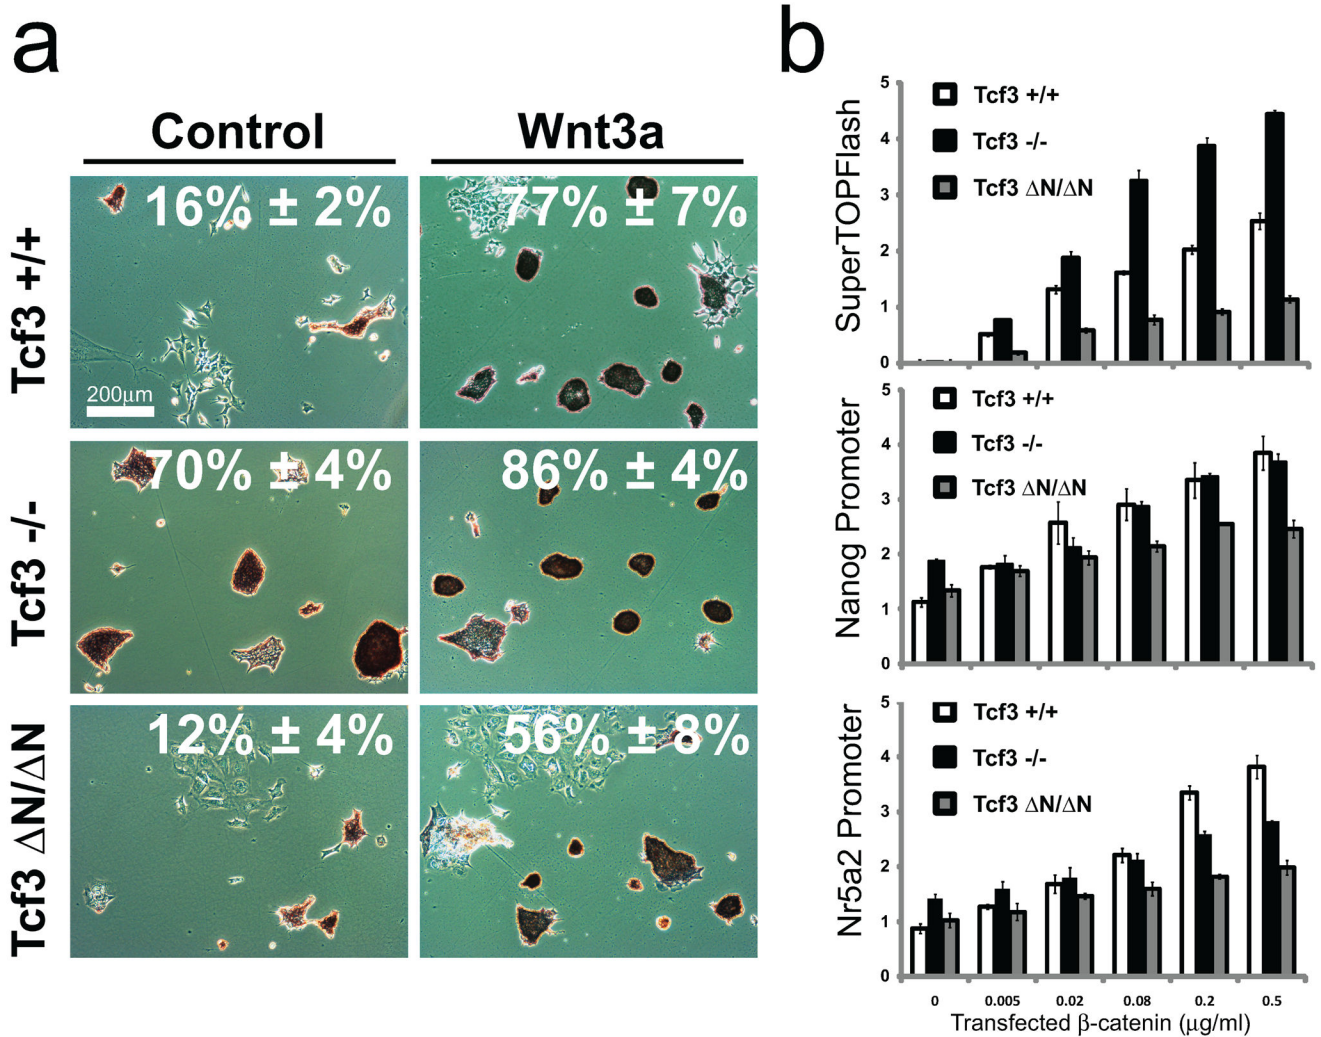 a
Control
Wnt3a
Tcf3 +/+
16% ± 2%
77% ± 7%
200µm
Tcf3 -/-
70% ± 4%
86% ± 4%
Tcf3 ΔN/ΔN
12% ± 4%
56% ± 8%
b
SuperTOPFlash
5
4
3
2
1
0
Tcf3 +/+
Tcf3 -/-
Tcf3 ΔN/ΔN
Nanog Promoter
5
4
3
2
1
0
Tcf3 +/+
Tcf3 -/-
Tcf3 ΔN/ΔN
Nr5a2 Promoter
5
4
3
2
1
0
Tcf3 +/+
Tcf3 -/-
Tcf3 ΔN/ΔN
0 0.005 0.02 0.08 0.2 0.5
Transfected β-catenin (µg/ml)